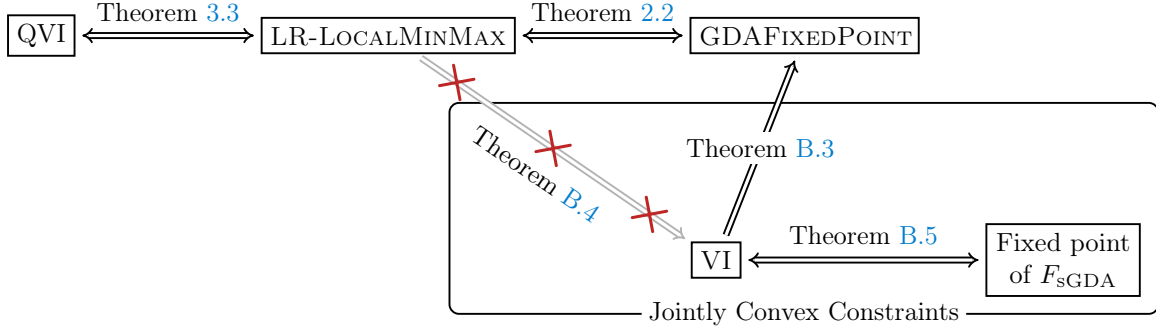 Theorem 3.3
Theorem 2.2
QVI
LR-LOCALMINMAX
GDAFIXEDPOINT
Theorem B.3
Theorem B.4
Theorem B.5
VI
Fixed point
of F_sGDA
Jointly Convex Constraints